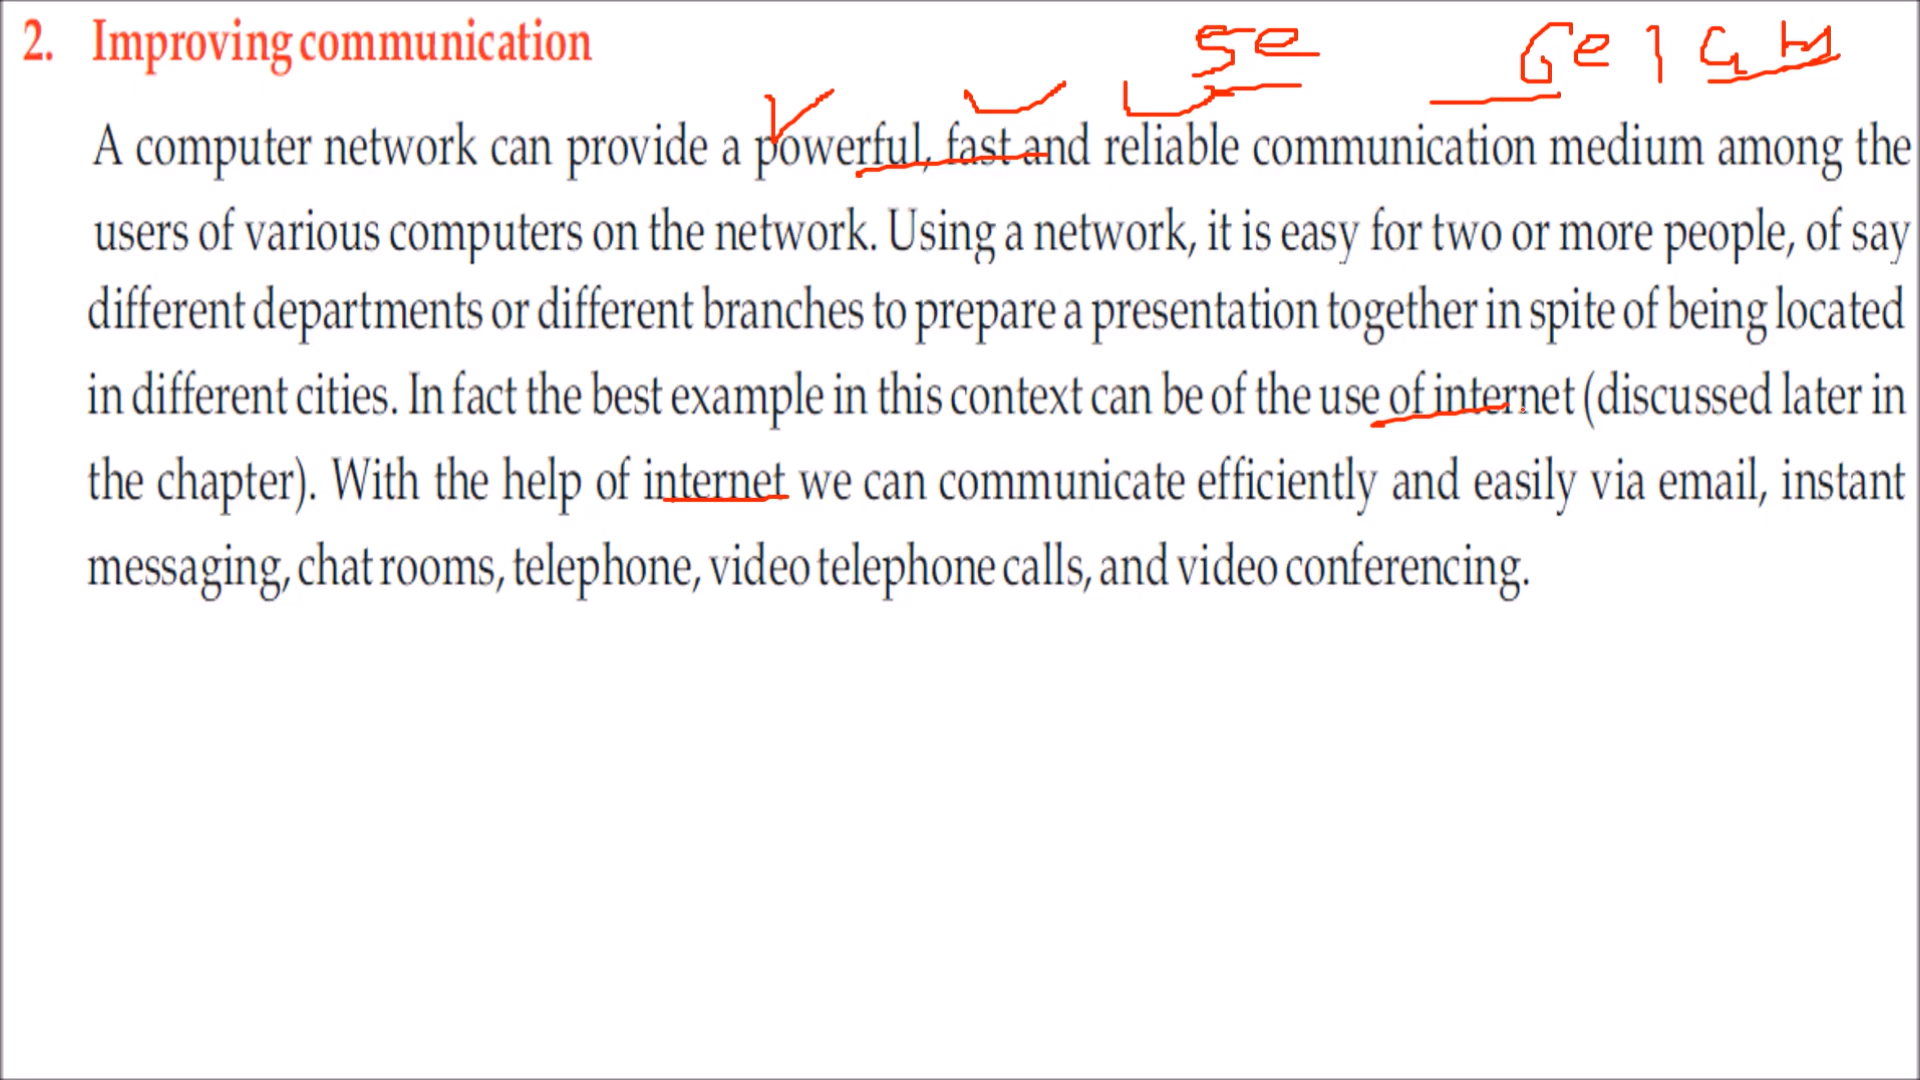 2. Improving communication
A computer network can provide a powerful, fast and reliable communication medium among the
users of various computers on the network. Using a network, it is easy for two or more people, of say
different departments or different branches to prepare a presentation together in spite of being located
in different cities. In fact the best example in this context can be of the use of internet (discussed later in
the chapter). With the help of internet we can communicate efficiently and easily via email, instant
messaging, chat rooms, telephone, video telephone calls, and video conferencing.